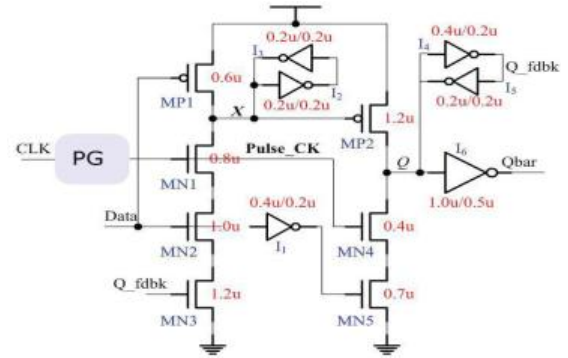 0.2u/0.2u
0.4u/0.2u
I3
I4
0.6u
Q_fdbk
MP1
0.2u/0.2u
I2
0.2u/0.2u
I5
X
1.2u
MP2
CLK
PG
Pulse_CK
Q
I6
Qbar
0.8u
MN1
0.4u/0.2u
1.0u/0.5u
Data
1.0u
0.4u
MN2
I1
MN4
Q_fdbk
1.2u
0.7u
MN3
MN5